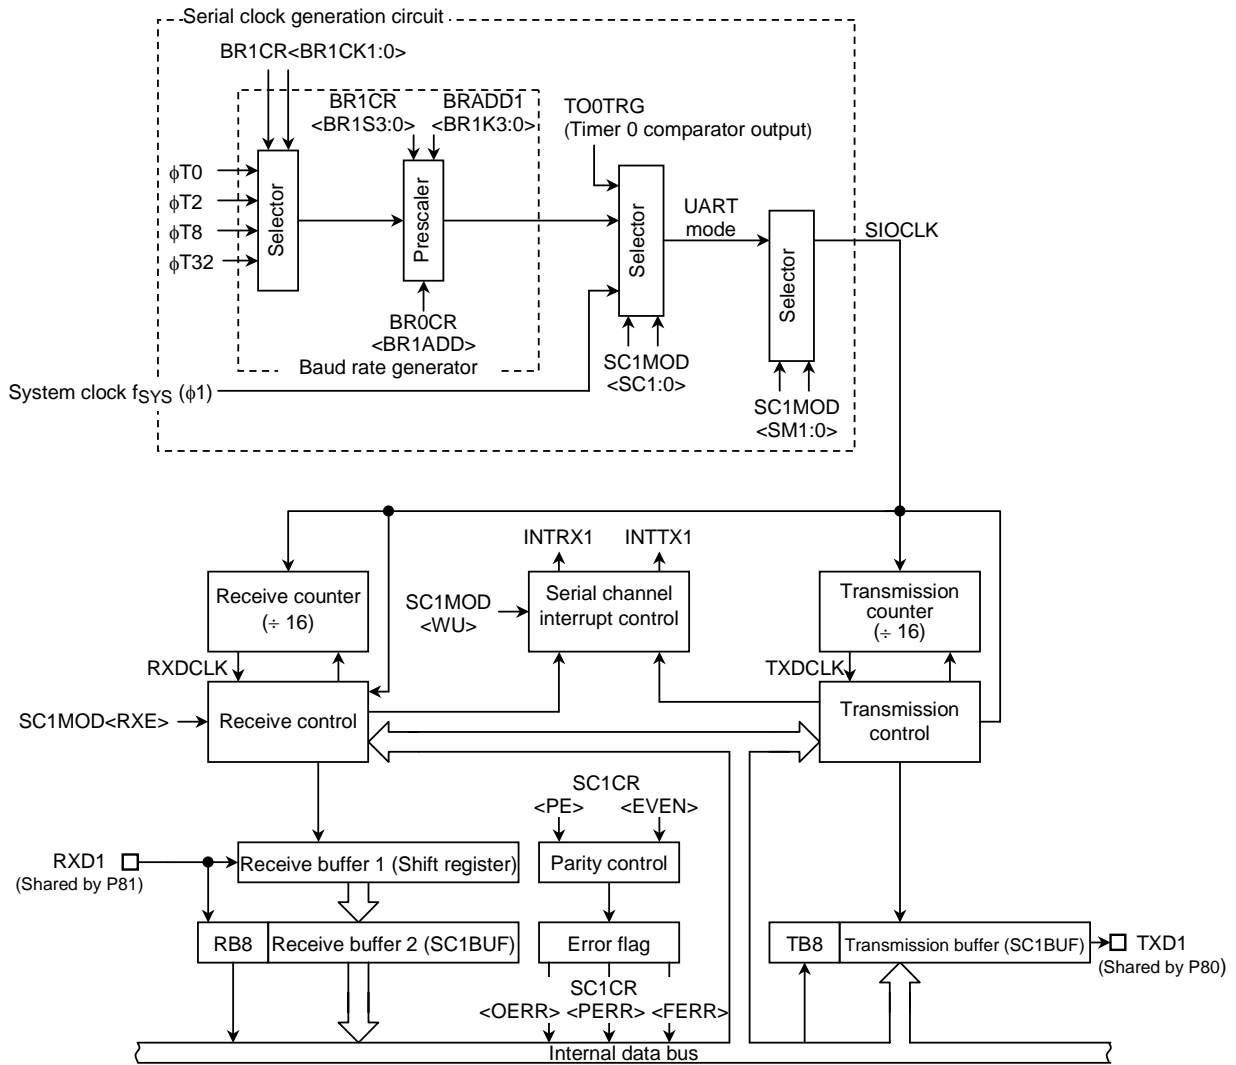 Serial clock generation circuit
BR1CR<BR1CK1:0>
BR1CR
<BR1S3:0>
BRADD1
<BR1K3:0>
TO0TRG
(Timer 0 comparator output)
φT0
φT2
φT8
φT32
Selector
Prescaler
Selector
UART
mode
Selector
SIOCLK
BR0CR
<BR1ADD>
Baud rate generator
SC1MOD
<SC1:0>
System clock fSYS (φ1)
SC1MOD
<SM1:0>
INTRX1
INTTX1
Receive counter
(÷ 16)
SC1MOD
<WU>
Serial channel
interrupt control
Transmission
counter
(÷ 16)
RXDCLK
TXDCLK
SC1MOD<RXE>
Receive control
Transmission
control
SC1CR
<PE>
<EVEN>
RXD1
(Shared by P81)
Receive buffer 1 (Shift register)
Parity control
RB8
Receive buffer 2 (SC1BUF)
Error flag
TB8
Transmission buffer (SC1BUF)
TXD1
(Shared by P80)
SC1CR
<OERR> <PERR> <FERR>
Internal data bus